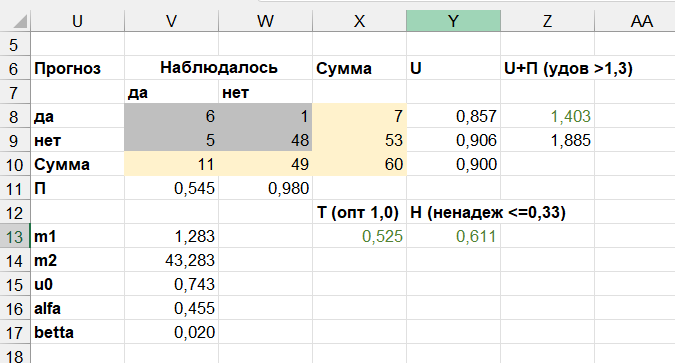 U V W X Y Z AA
5
6 Прогноз Наблюдалось Сумма U U+П (удов >1,3)
7 да нет
8 да 6 1 7 0,857 1,403
9 нет 5 48 53 0,906 1,885
10 Сумма 11 49 60 0,900
11 П 0,545 0,980
12 T (опт 1,0) H (ненадеж <=0,33)
13 m1 1,283 0,525 0,611
14 m2 43,283
15 u0 0,743
16 alfa 0,455
17 betta 0,020
18